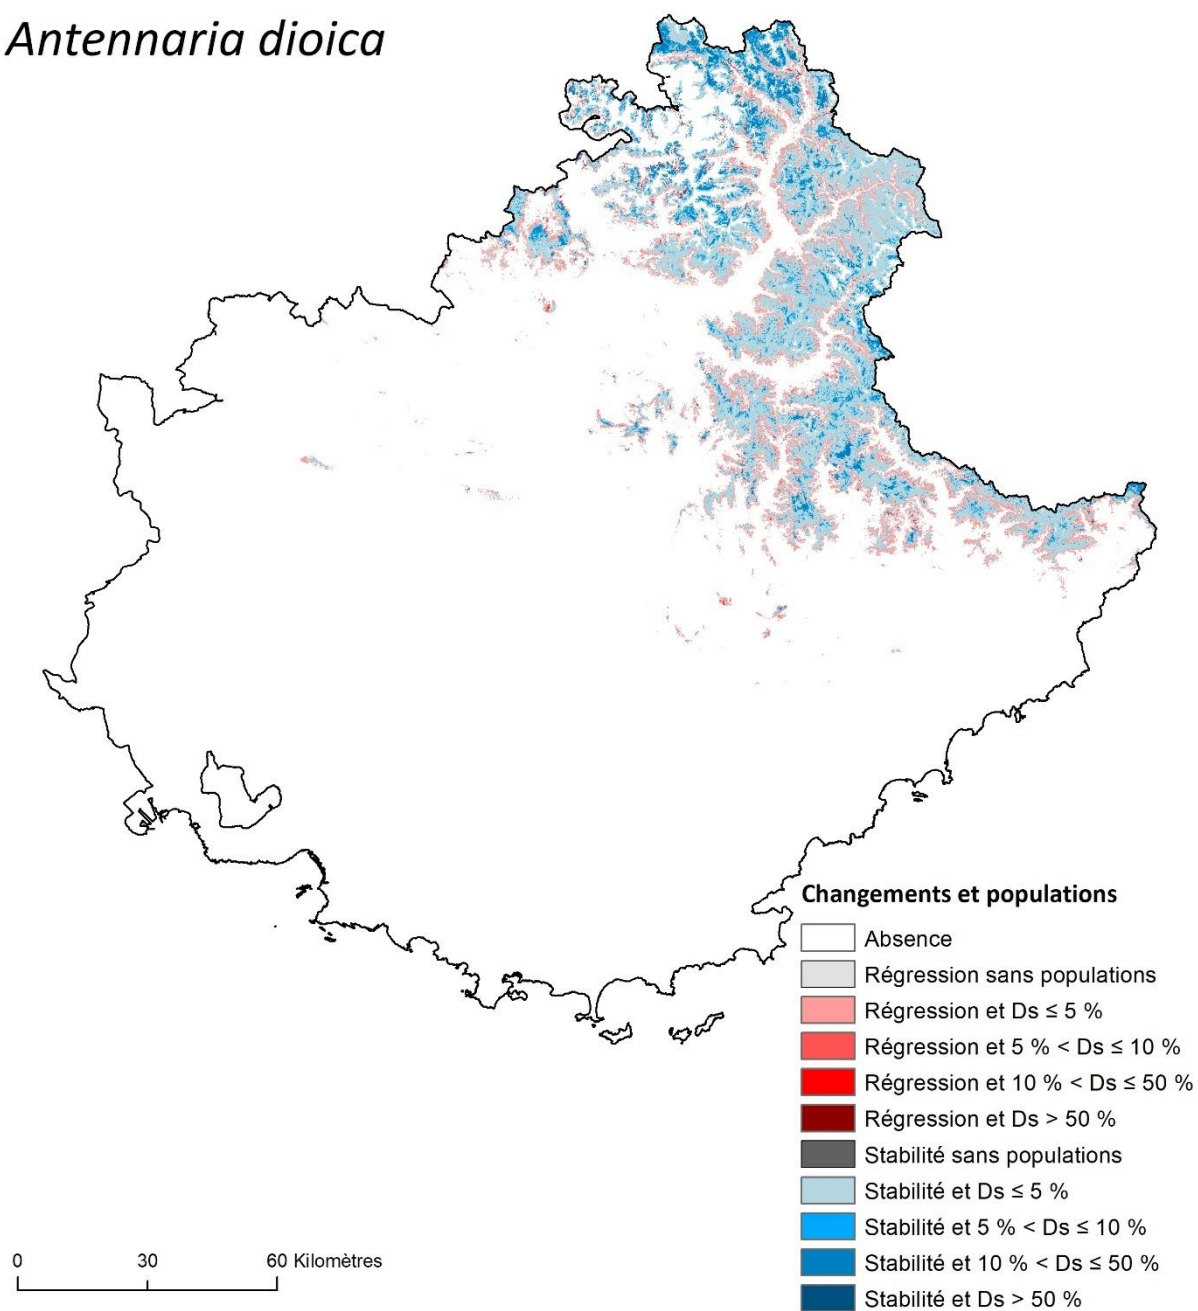 Antennaria dioica
Changements et populations
Absence
Régression sans populations
Régression et Ds ≤ 5 %
Régression et 5 % < Ds ≤ 10 %
Régression et 10 % < Ds ≤ 50 %
Régression et Ds > 50 %
Stabilité sans populations
Stabilité et Ds ≤ 5 %
Stabilité et 5 % < Ds ≤ 10 %
Stabilité et 10 % < Ds ≤ 50 %
Stabilité et Ds > 50 %
0 30 60 Kilomètres